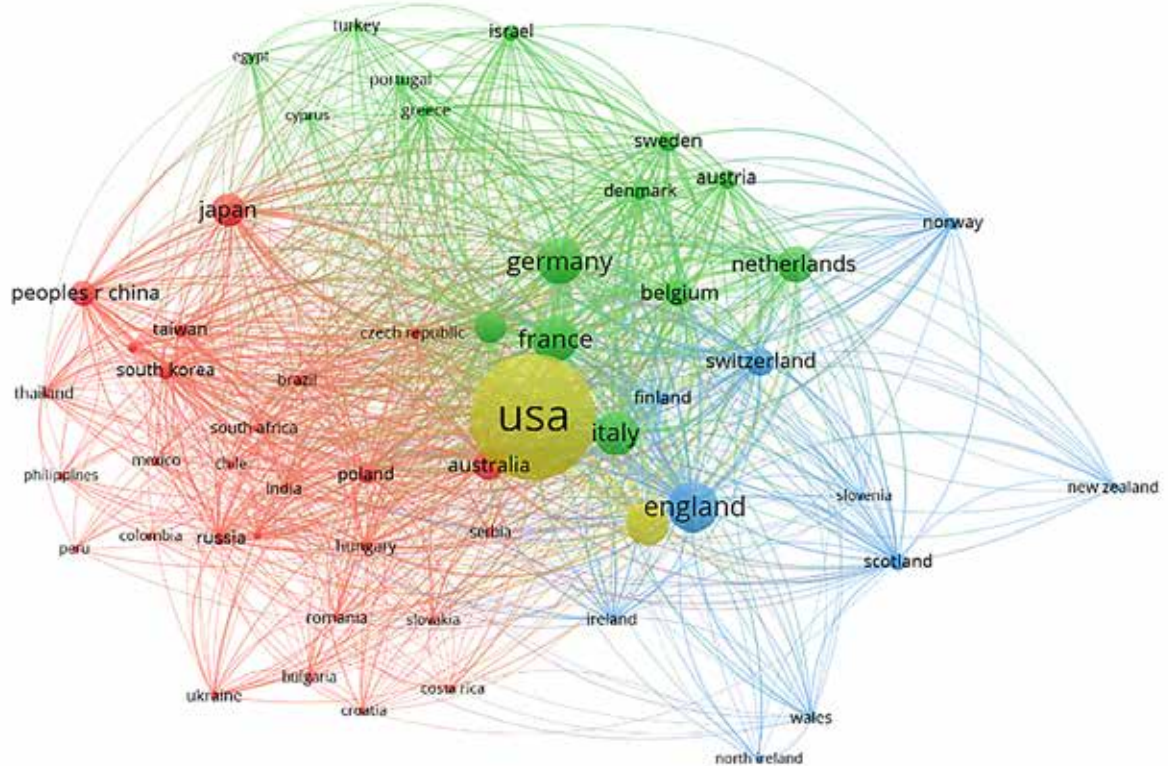 turkey
israel
egypt
portugal
greece
cyprus
sweden
denmark
austria
japan
norway
germany
netherlands
peoples r china
belgium
taiwan
czech republic
france
south korea
switzerland
brazil
thailand
finland
usa
south africa
italy
mexico
chile
australia
philippines
poland
india
new zealand
slovenia
england
serbia
colombia
russia
peru
hungary
scotland
romania
slovakia
ireland
bulgaria
costa rica
ukraine
croatia
wales
north ireland